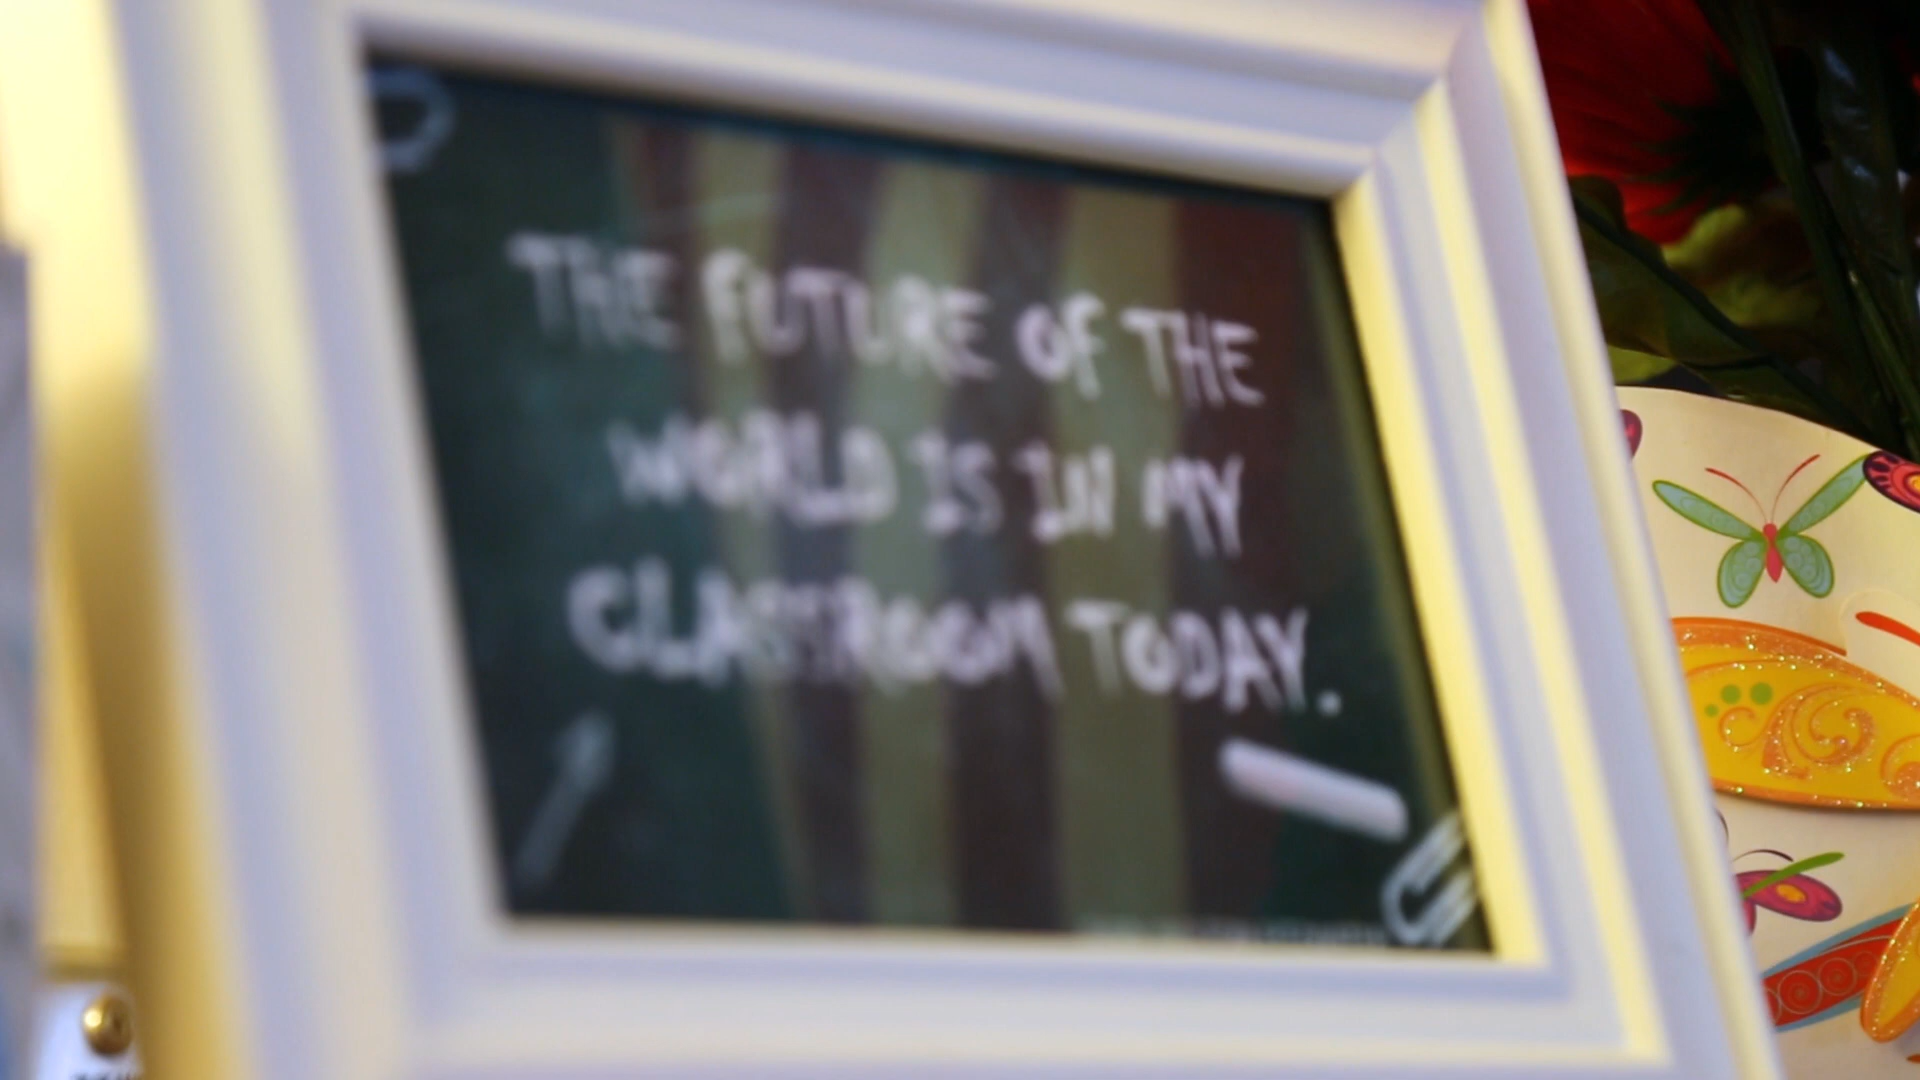 THE FUTURE OF THE
WORLD IS IN MY
CLASSROOM TODAY.